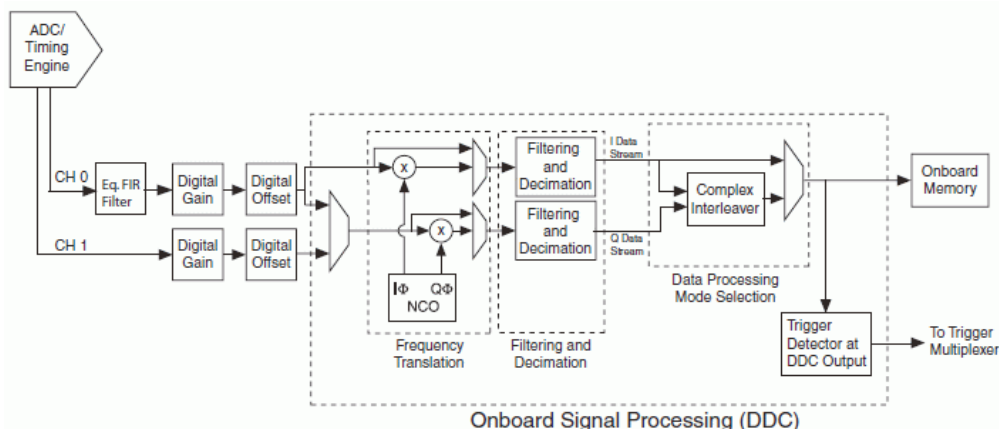 ADC/
Timing
Engine
CH 0
Eq. FIR
Filter
Digital
Gain
Digital
Offset
CH 1
Digital
Gain
Digital
Offset
X
X
IΦ QΦ
NCO
Frequency
Translation
Filtering
and
Decimation
Filtering
and
Decimation
Filtering and
Decimation
I Data
Stream
Q Data
Stream
Complex
Interleaver
Data Processing
Mode Selection
Onboard
Memory
Trigger
Detector at
DDC Output
To Trigger
Multiplexer
Onboard Signal Processing (DDC)